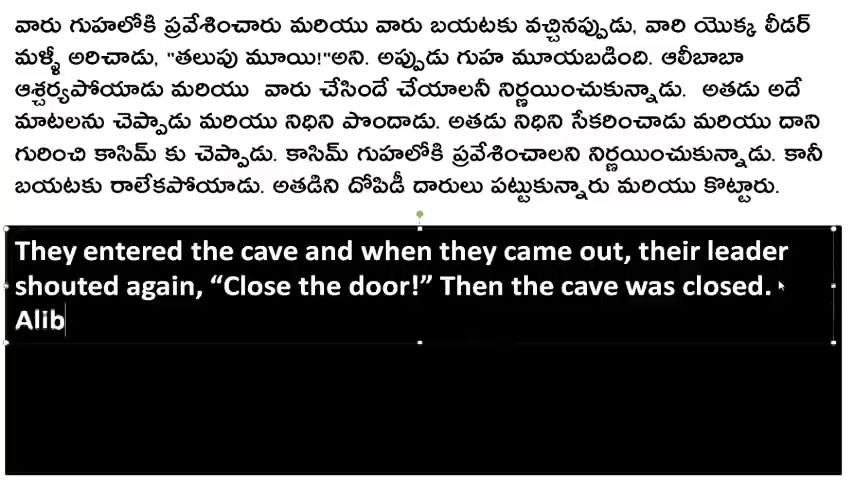 వారు గుహలోకి ప్రవేశించారు మరియు వారు బయటకు వచ్చినప్పుడు, వారి యొక్క లీడర్
మళ్ళీ అరిచాడు, "తలుపు మూయి!"అని. అప్పుడు గుహ మూయబడింది. ఆలీబాబా
ఆశ్చర్యపోయాడు మరియు వారు చేసిందే చేయాలనీ నిర్ణయించుకున్నాడు. అతడు అదే
మాటలను చెప్పాడు మరియు నిధిని పొందాడు. అతడు నిధిని సేకరించాడు మరియు దాని
గురించి కాసిమ్ కు చెప్పాడు. కాసిమ్ గుహలోకి ప్రవేశించాలని నిర్ణయించుకున్నాడు. కానీ
బయటకు రాలేకపోయాడు. అతడిని దోపిడీ దారులు పట్టుకున్నారు మరియు కొట్టారు.
They entered the cave and when they came out, their leader
shouted again, “Close the door!” Then the cave was closed.
Alib